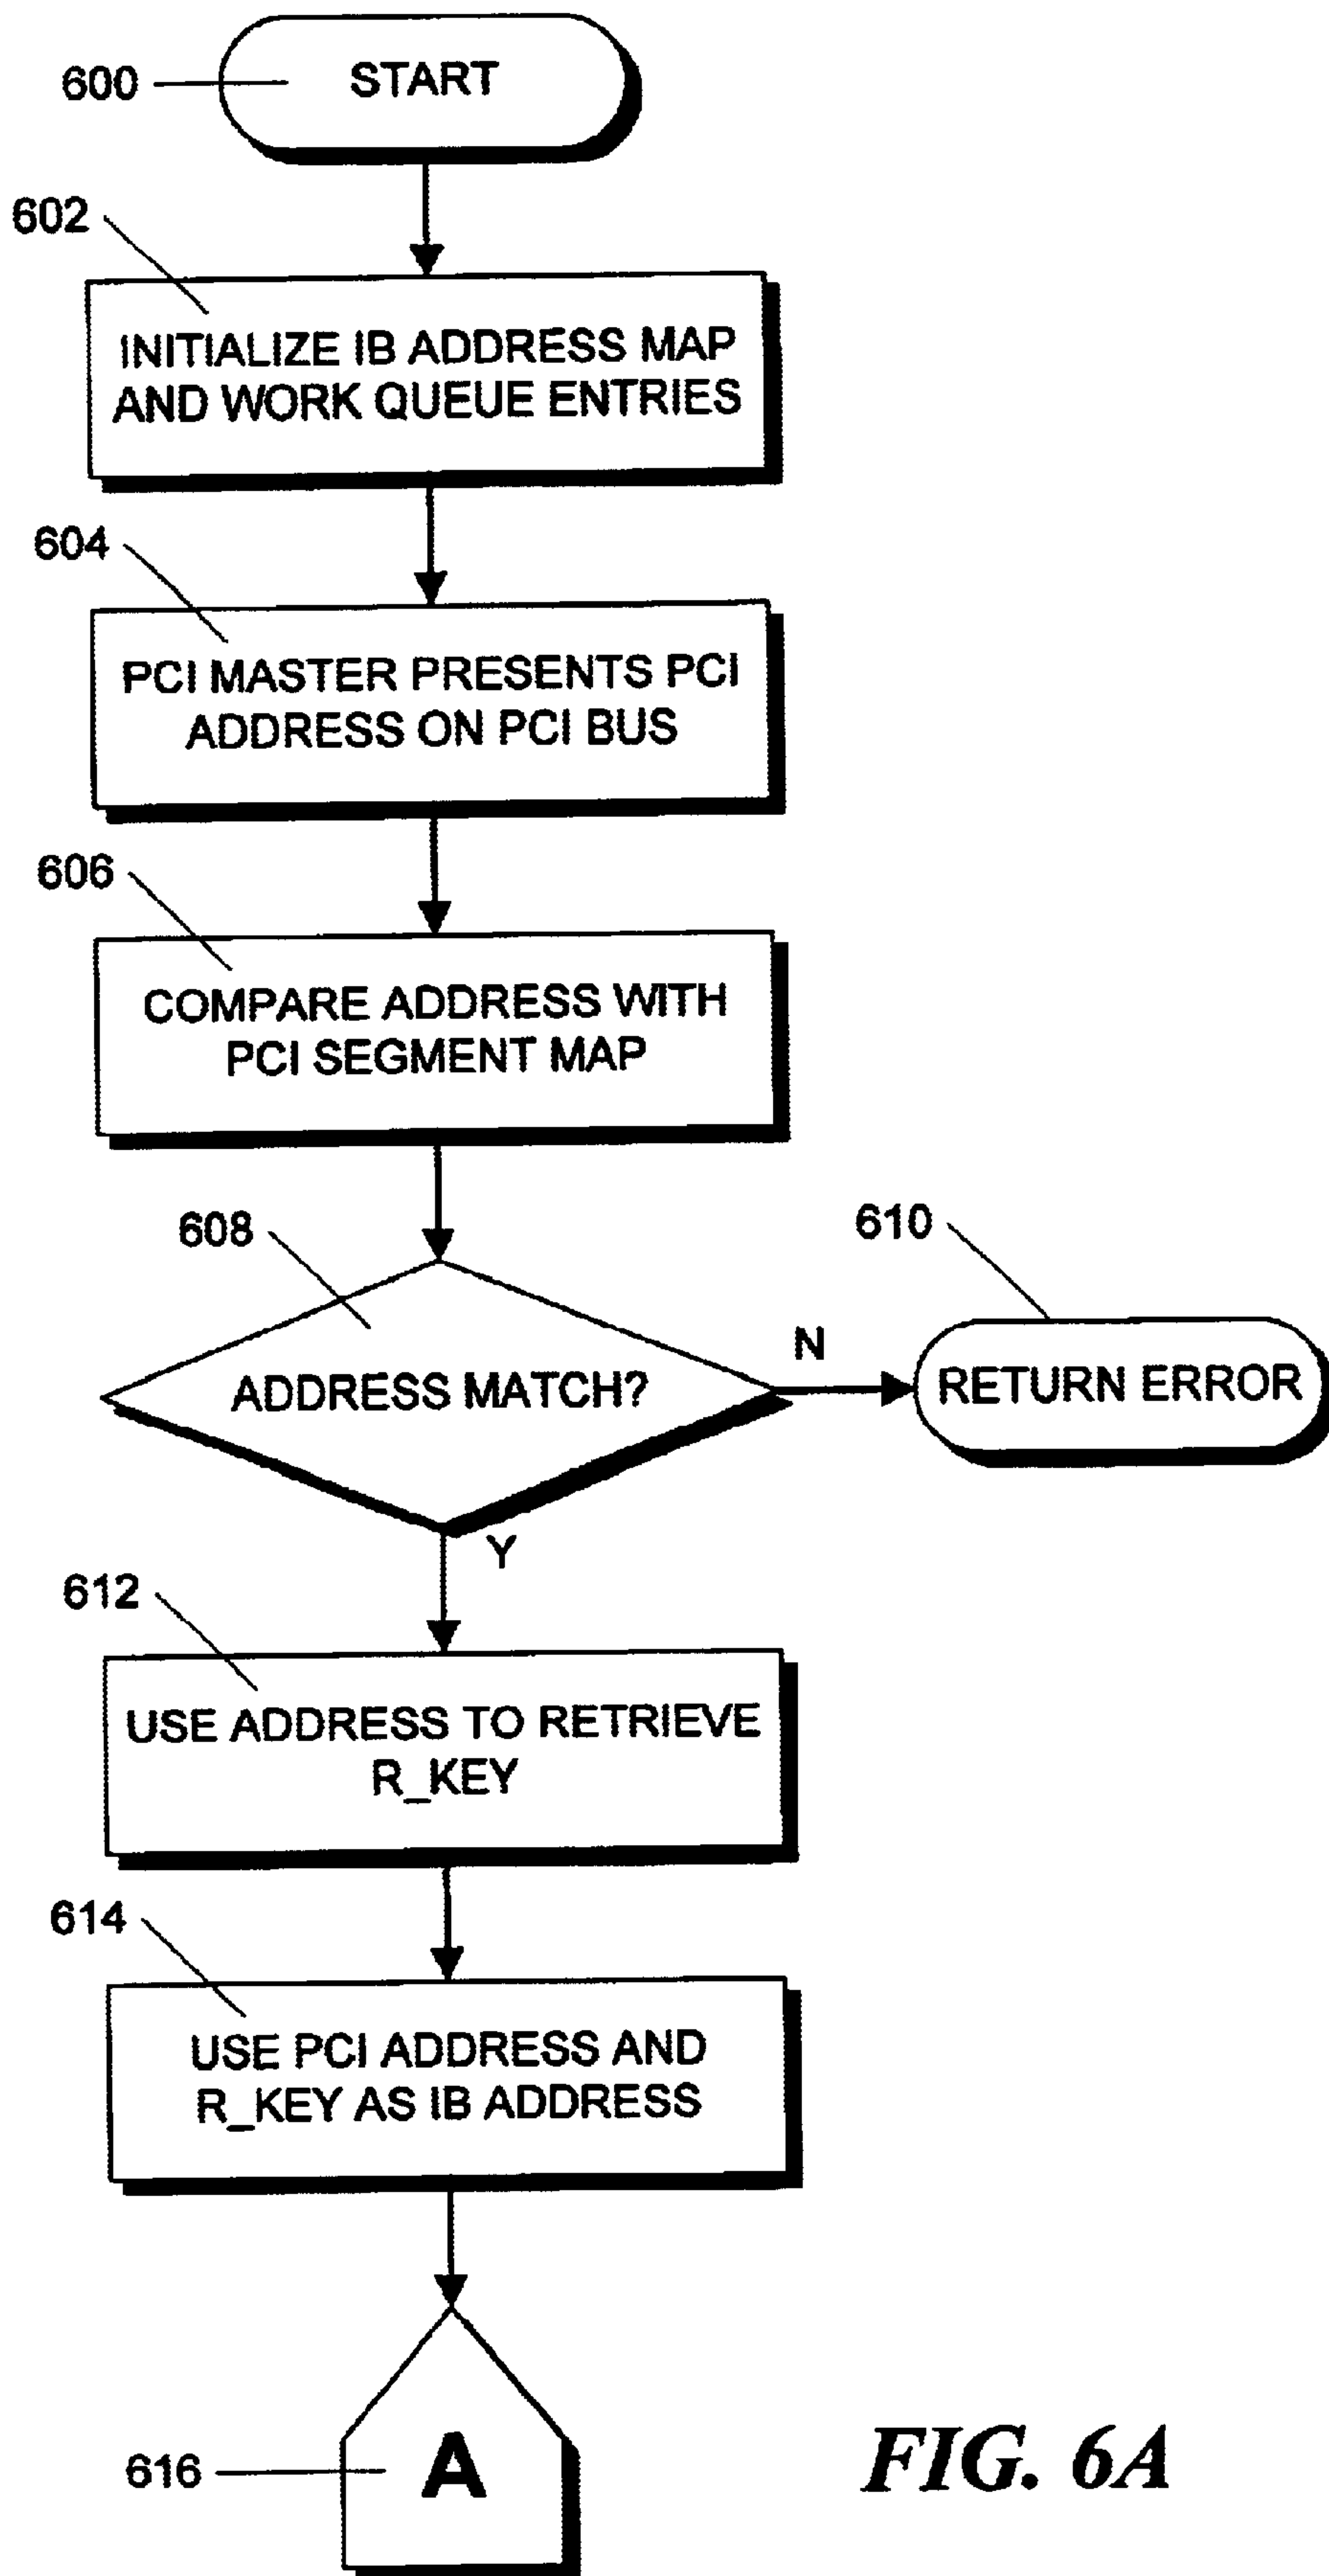 600
START
602
INITIALIZE IB ADDRESS MAP
AND WORK QUEUE ENTRIES
604
PCI MASTER PRESENTS PCI
ADDRESS ON PCI BUS
606
COMPARE ADDRESS WITH
PCI SEGMENT MAP
608
ADDRESS MATCH?
N
610
RETURN ERROR
Y
612
USE ADDRESS TO RETRIEVE
R_KEY
614
USE PCI ADDRESS AND
R_KEY AS IB ADDRESS
616
A
FIG. 6A